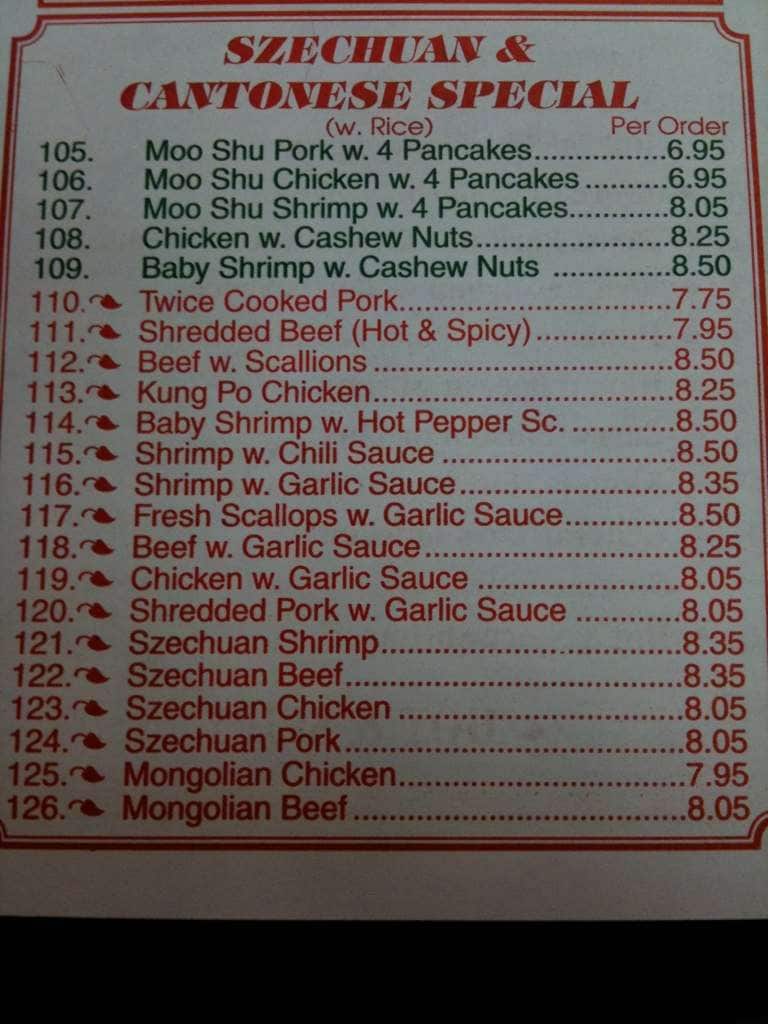 SZECHUAN &
CANTONESE SPECIAL
(w. Rice) Per Order
105. Moo Shu Pork w. 4 Pancakes................6.95
106. Moo Shu Chicken w. 4 Pancakes ..........6.95
107. Moo Shu Shrimp w. 4 Pancakes............8.05
108. Chicken w. Cashew Nuts.......................8.25
109. Baby Shrimp w. Cashew Nuts ..............8.50
110. Twice Cooked Pork................................7.75
111. Shredded Beef (Hot & Spicy)................7.95
112. Beef w. Scallions ...................................8.50
113. Kung Po Chicken...................................8.25
114. Baby Shrimp w. Hot Pepper Sc. ............8.50
115. Shrimp w. Chili Sauce ...........................8.50
116. Shrimp w. Garlic Sauce.........................8.35
117. Fresh Scallops w. Garlic Sauce.............8.50
118. Beef w. Garlic Sauce.............................8.25
119. Chicken w. Garlic Sauce .......................8.05
120. Shredded Pork w. Garlic Sauce ............8.05
121. Szechuan Shrimp..................................8.35
122. Szechuan Beef......................................8.35
123. Szechuan Chicken ................................8.05
124. Szechuan Pork......................................8.05
125. Mongolian Chicken................................7.95
126. Mongolian Beef.....................................8.05